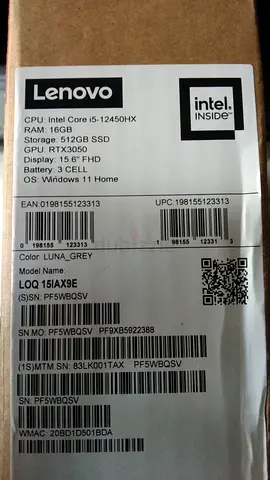 Lenovo
intel.
INSIDE™
CPU: Intel Core i5-12450HX
RAM: 16GB
Storage: 512GB SSD
GPU: RTX3050
Display: 15.6" FHD
Battery: 3 CELL
OS: Windows 11 Home
EAN:0198155123313
UPC:198155123313
0 198155 123313
1 98155 12331 3
Color: LUNA_GREY
Model Name
LOQ 15IAX9E
(S)SN: PF5WBQSV
SN MO: PF5WBQSV PF9XB5922388
(1S)MTM SN: 83LK001TAX PF5WBQSV
SN: PF5WBQSV
WMAC: 20BD1D501BDA